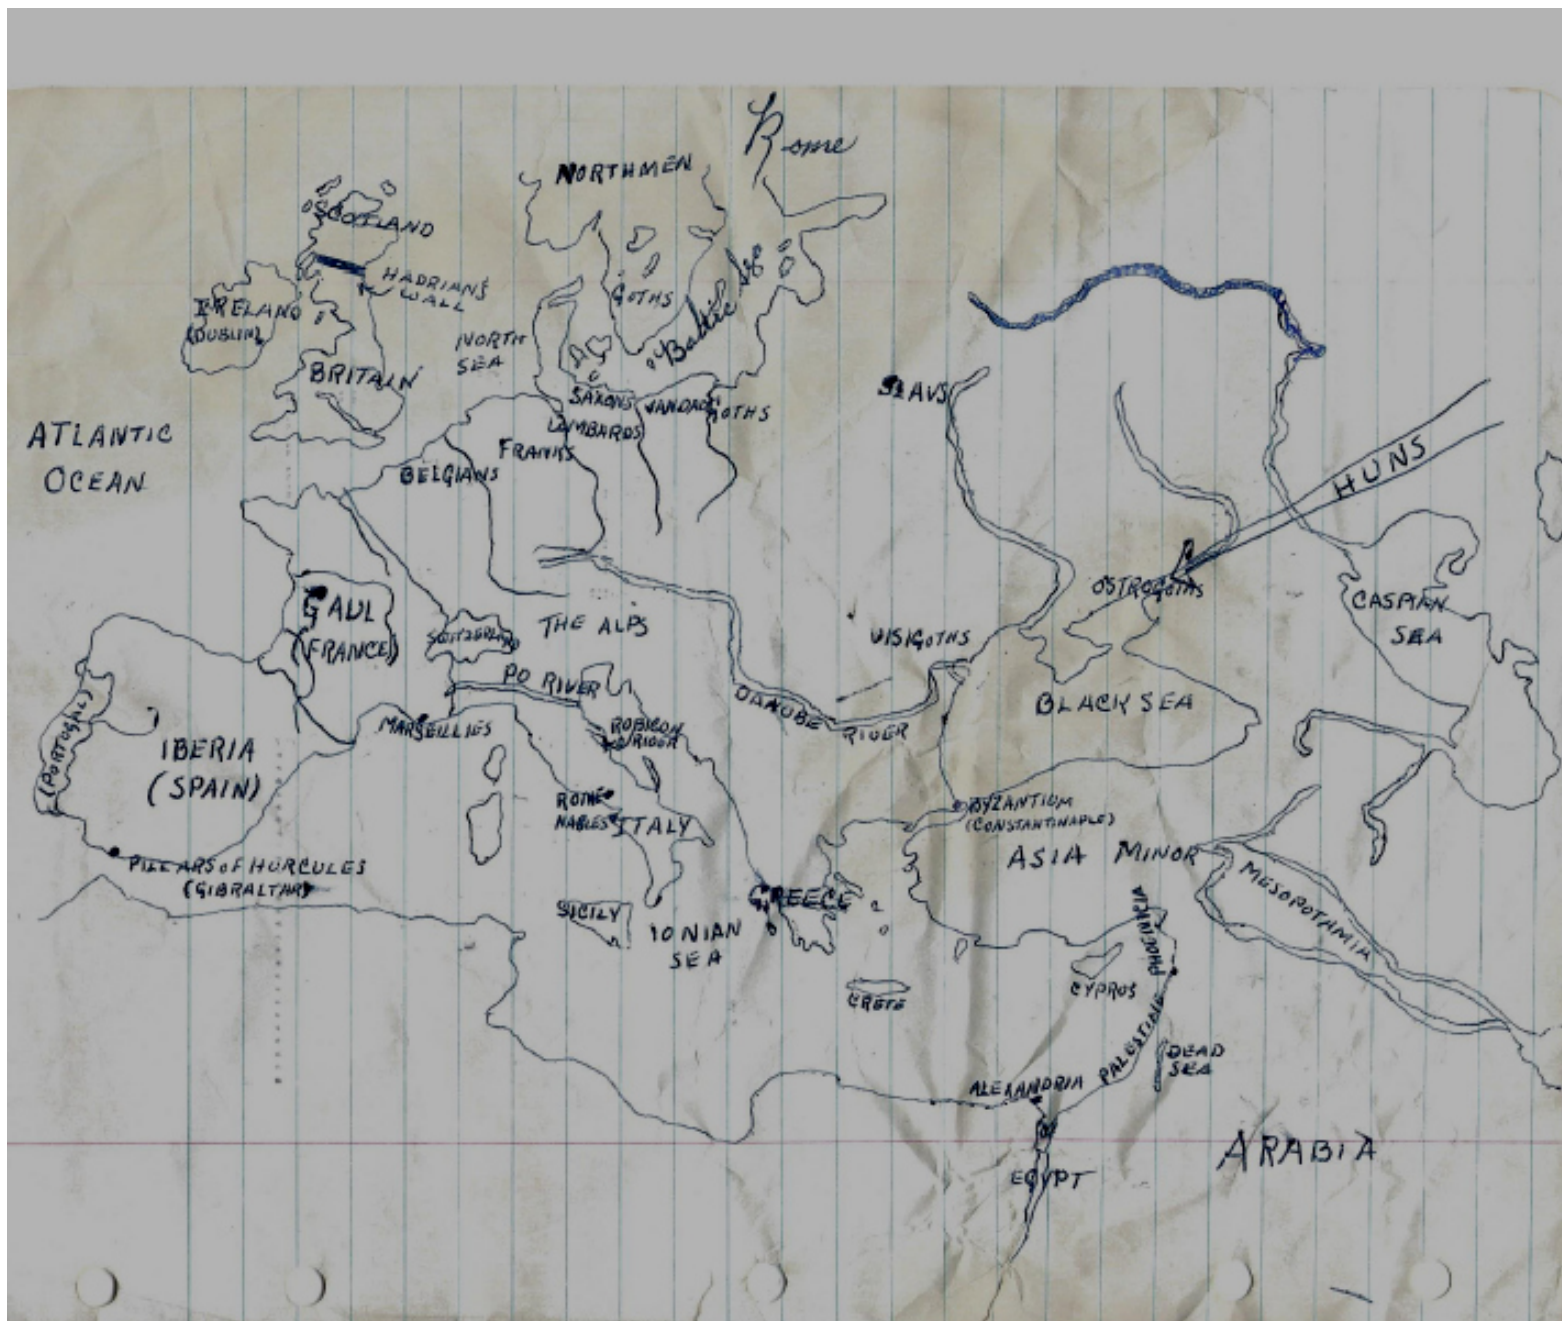 Rome
NORTHMEN
SCOTLAND
HADRIANS
WALL
IRELAND
(DUBLIN)
GOTHS
Baltic
NORTH
SEA
BRITAIN
SAXONS
VANDALS
GOTHS
LOMBARDS
FRANKS
BELGIANS
SLAVS
HUNS
ATLANTIC
OCEAN
OSTROGOTHS
CASPIAN
SEA
GAUL
(FRANCE)
SWITZERLAND
THE ALPS
VISIGOTHS
PO RIVER
DANUBE RIVER
BLACK SEA
MARSEILLIES
ROBICON
RIVER
(PORTUGAL)
IBERIA
(SPAIN)
ROME
NABLES
ITALY
BYZANTIUM
(CONSTANTINAPLE)
ASIA MINOR
MESOPOTAMIA
PILLARS OF HURCULES
(GIBRALTAR)
GREECE
SICILY
IONIAN
SEA
PHOENICIA
CYPROS
CRETE
PALESTINE
DEAD
SEA
ALEXANDRIA
ARABIA
EGYPT